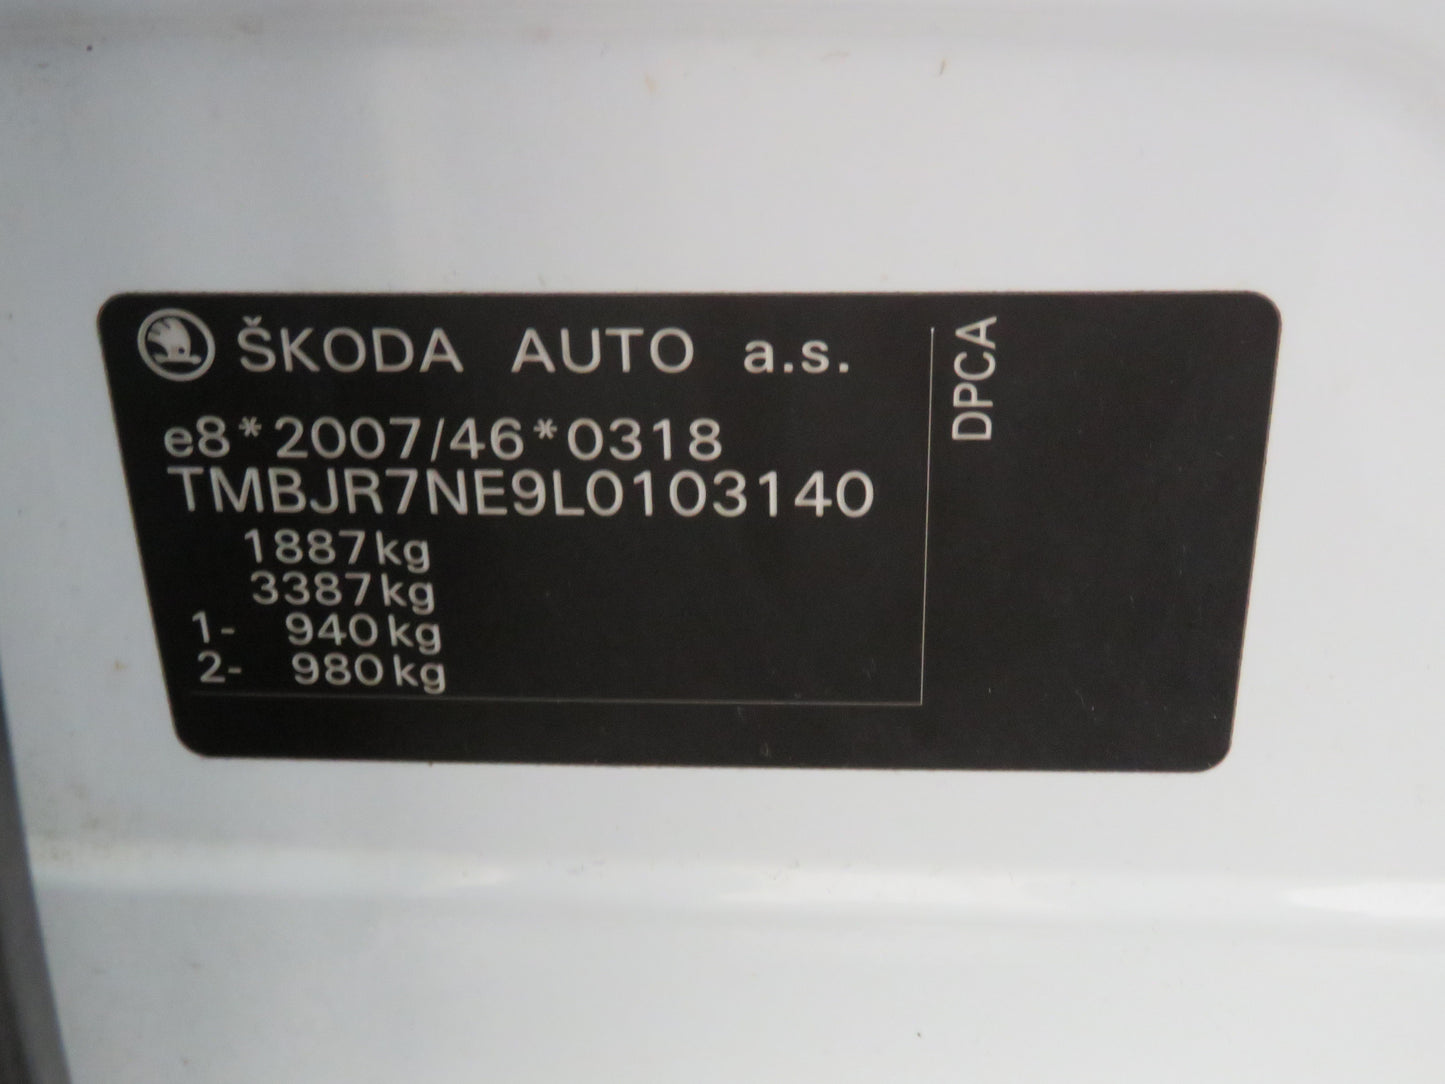 ŠKODA AUTO a.s.
e8*2007/46*0318
TMBJR7NE9L0103140
1887kg
3387kg
1- 940kg
2- 980kg
DPCA